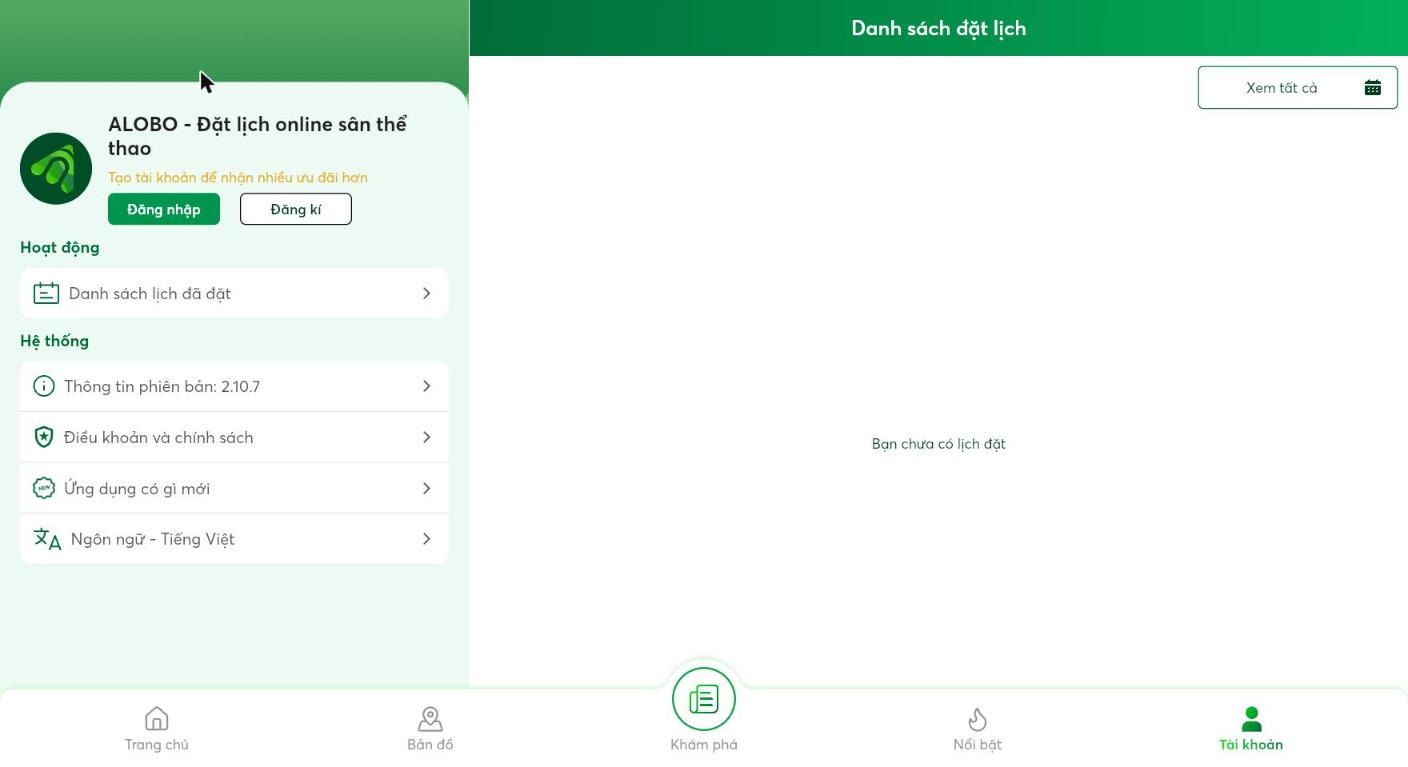 ALOBO - Đặt lịch online sân thể
thao
Tạo tài khoản để nhận nhiều ưu đãi hơn
Đăng nhập
Đăng kí
Hoạt động
Danh sách lịch đã đặt
Hệ thống
Thông tin phiên bản: 2.10.7
Điều khoản và chính sách
NEW
Ứng dụng có gì mới
Ngôn ngữ - Tiếng Việt
Danh sách đặt lịch
Xem tất cả
Bạn chưa có lịch đặt
Trang chủ
Bản đồ
Khám phá
Nổi bật
Tài khoản